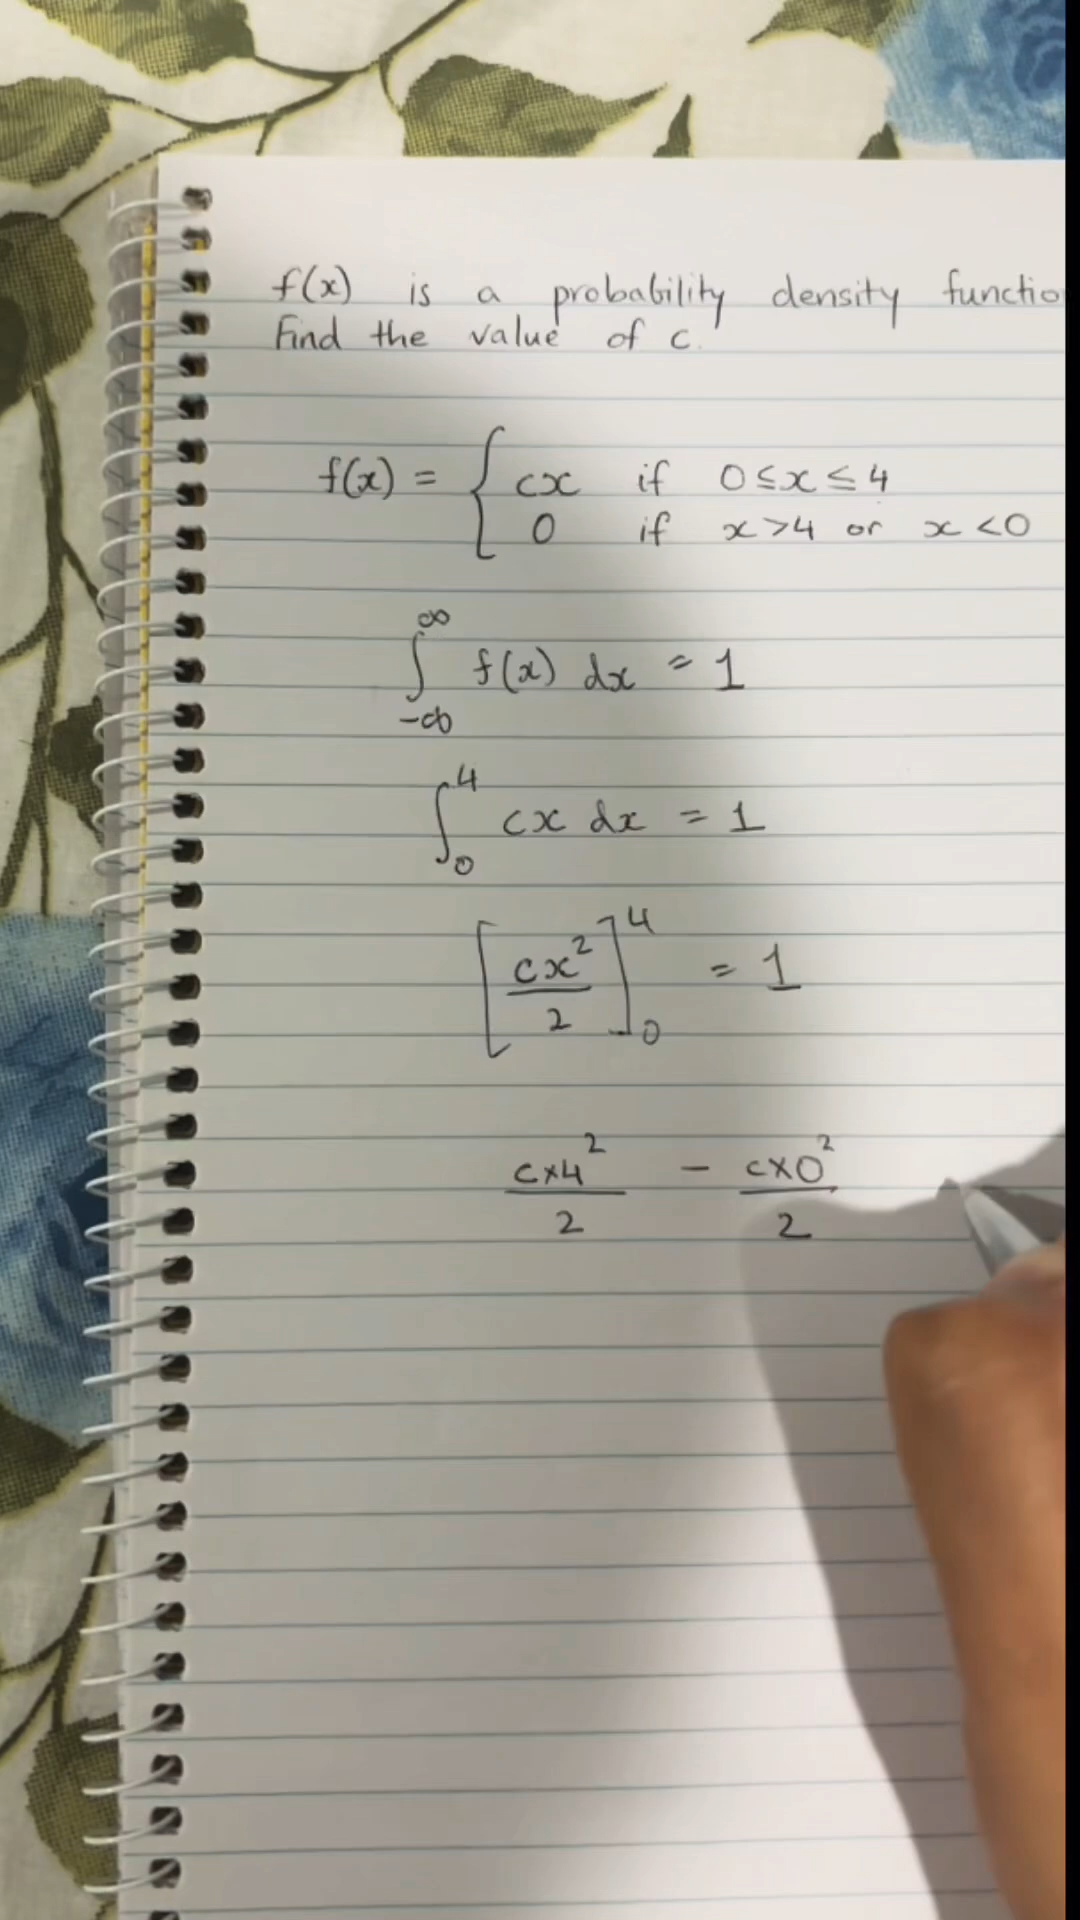 f(x) is a probability density functio
Find the value of c.
f(x) = { cx if 0≤x≤4
0 if x>4 or x<0
∫_{-∞}^{∞} f(x) dx = 1
∫_0^4 cx dx = 1
[cx²/2]_0^4 = 1
c×4²/2 - c×0²/2